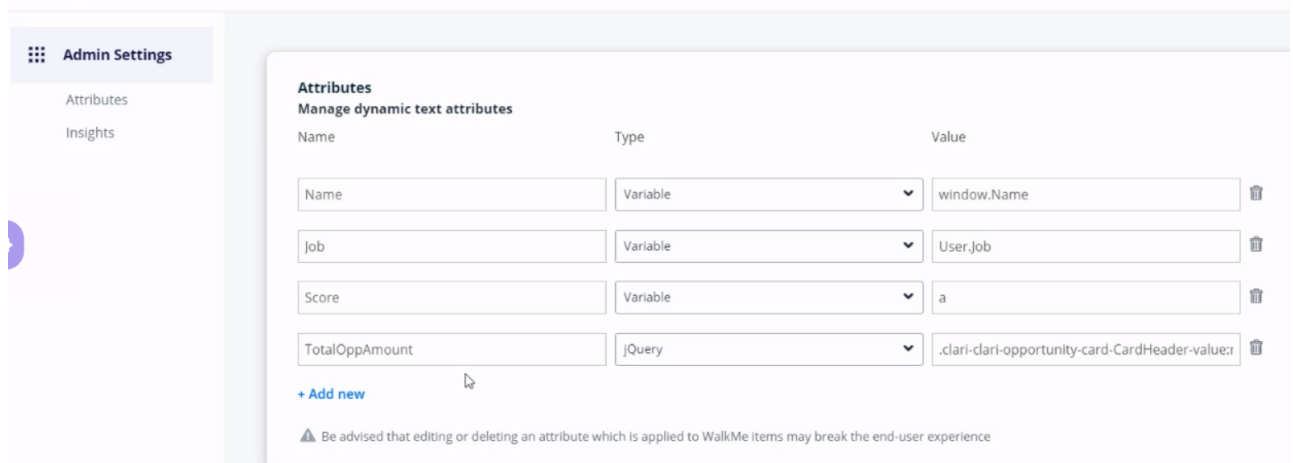 Admin Settings
Attributes
Insights
Attributes
Manage dynamic text attributes
Name Type Value
Name Variable window.Name
Job Variable User.Job
Score Variable a
TotalOppAmount jQuery .clari-clari-opportunity-card-CardHeader-value:
+ Add new
Be advised that editing or deleting an attribute which is applied to WalkMe items may break the end-user experience